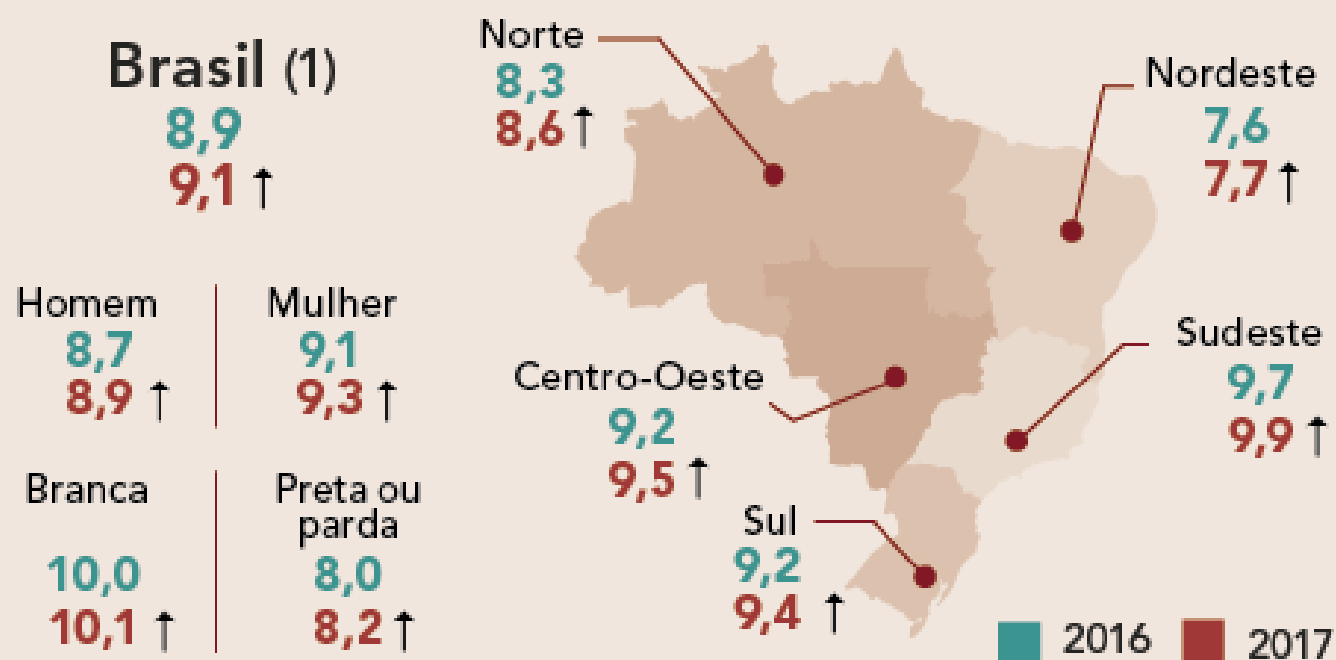 Brasil (1)
8,9
9,1 ↑
Homem
8,7
8,9 ↑
Mulher
9,1
9,3 ↑
Branca
10,0
10,1 ↑
Preta ou
parda
8,0
8,2 ↑
Norte
8,3
8,6 ↑
Nordeste
7,6
7,7 ↑
Centro-Oeste
9,2
9,5 ↑
Sudeste
9,7
9,9 ↑
Sul
9,2
9,4 ↑
2016
2017